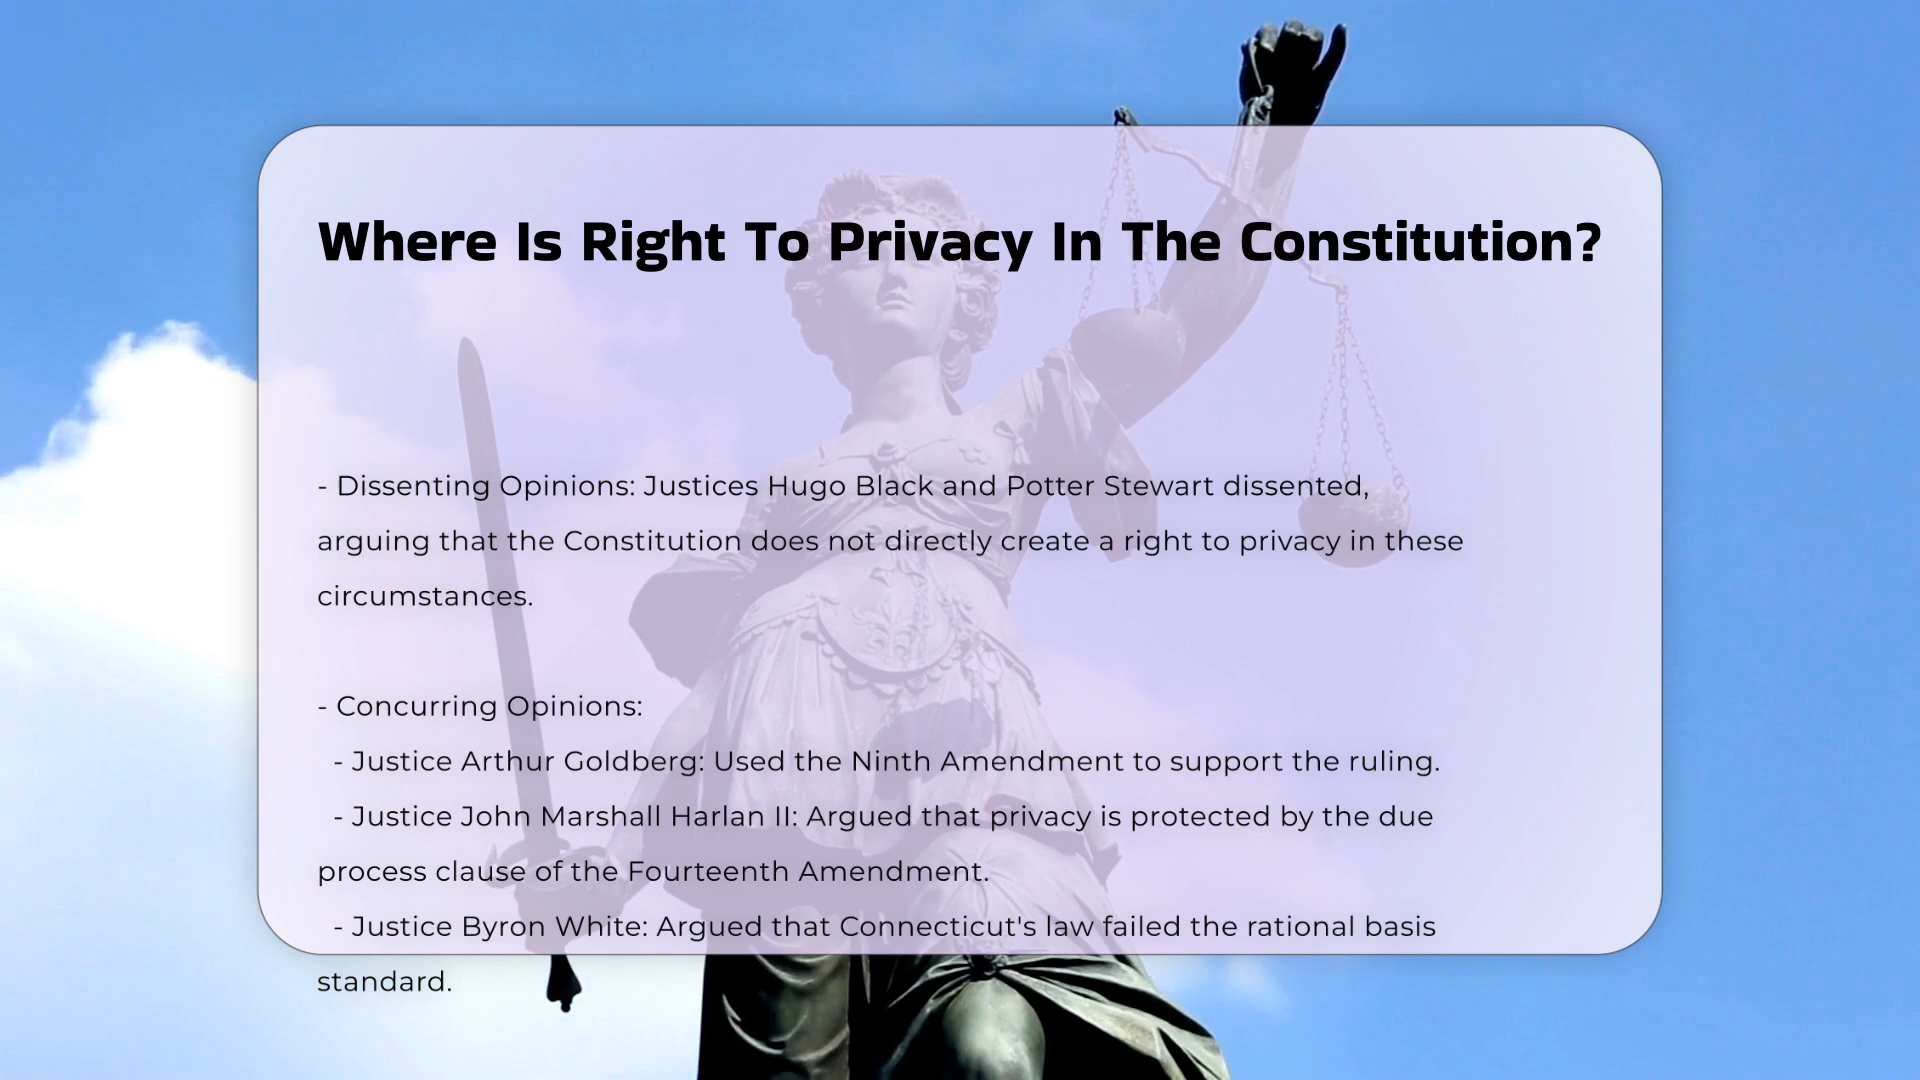 Where Is Right To Privacy In The Constitution?
- Dissenting Opinions: Justices Hugo Black and Potter Stewart dissented,
arguing that the Constitution does not directly create a right to privacy in these
circumstances.
- Concurring Opinions:
- Justice Arthur Goldberg: Used the Ninth Amendment to support the ruling.
- Justice John Marshall Harlan II: Argued that privacy is protected by the due
process clause of the Fourteenth Amendment.
- Justice Byron White: Argued that Connecticut's law failed the rational basis
standard.